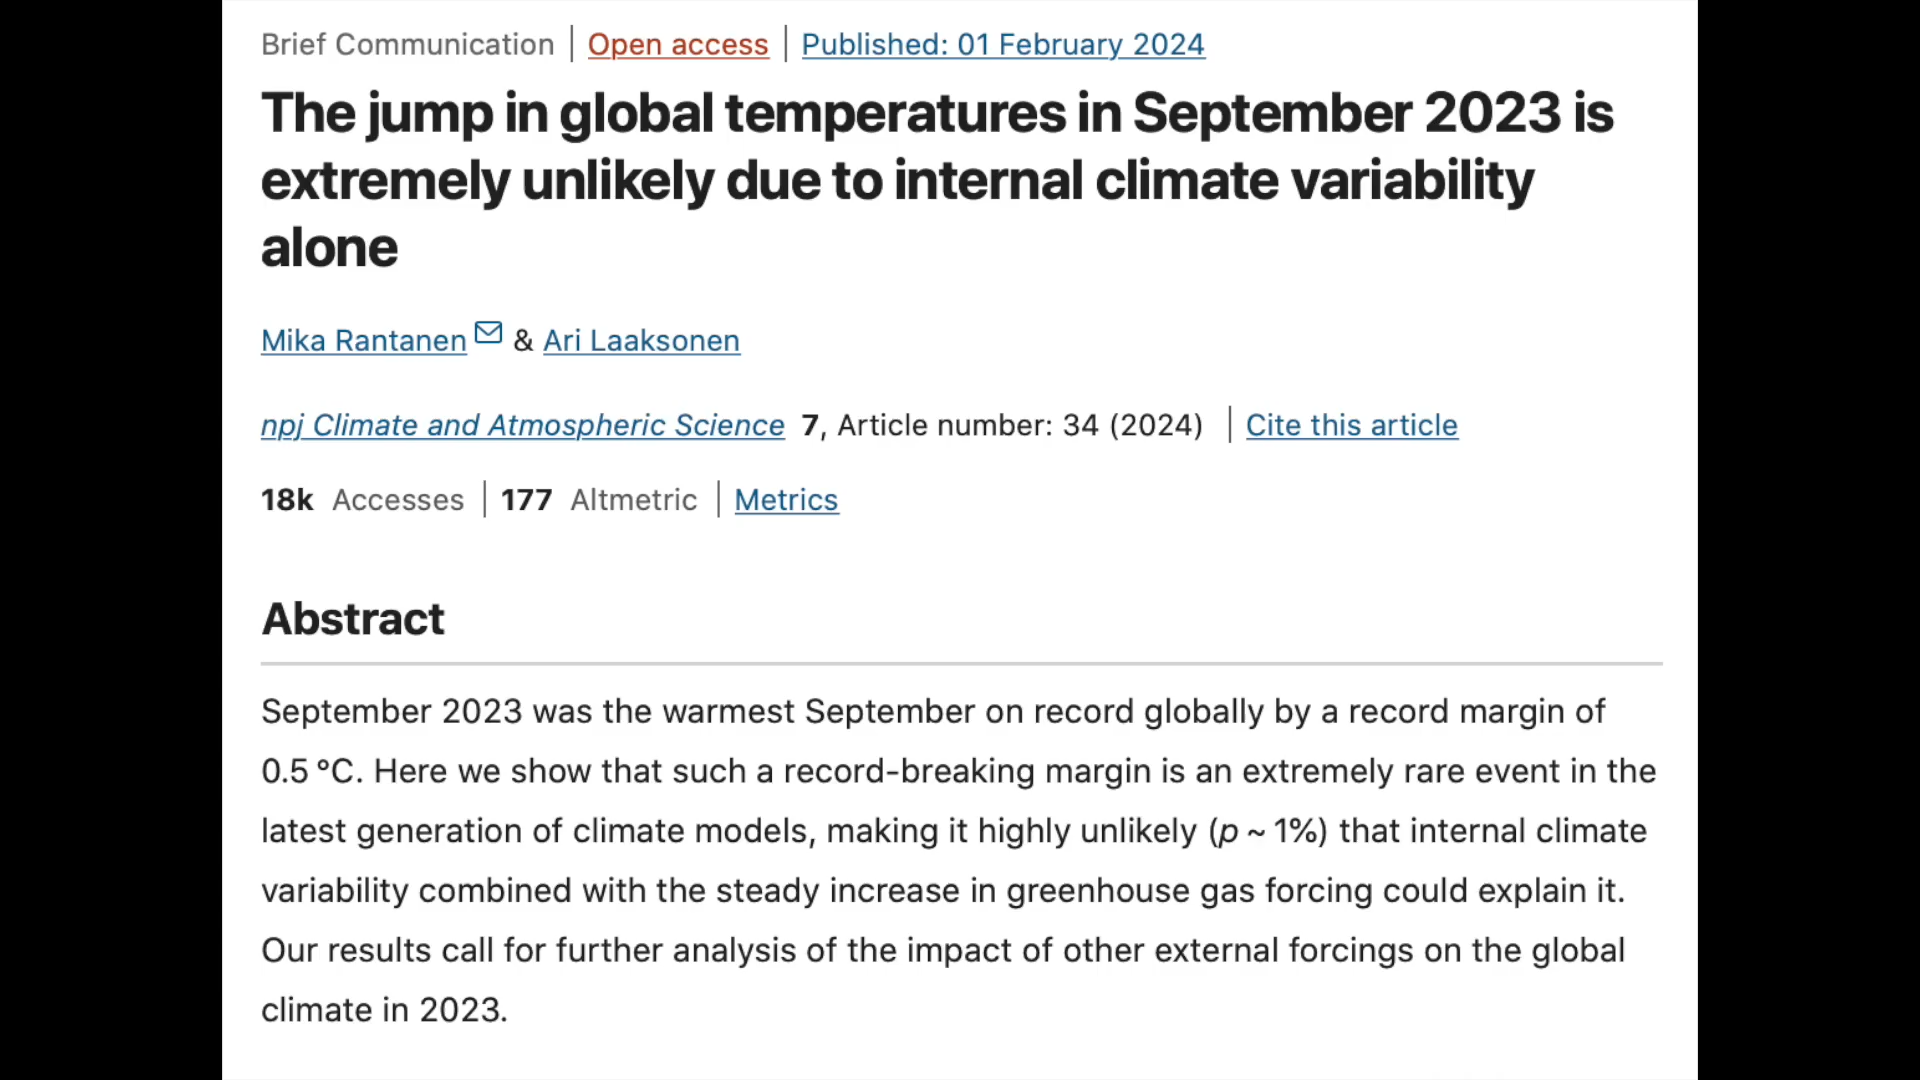 Brief Communication | Open access | Published: 01 February 2024
The jump in global temperatures in September 2023 is
extremely unlikely due to internal climate variability
alone
Mika Rantanen & Ari Laaksonen
npj Climate and Atmospheric Science 7, Article number: 34 (2024) | Cite this article
18k Accesses | 177 Altmetric | Metrics
Abstract
September 2023 was the warmest September on record globally by a record margin of
0.5 °C. Here we show that such a record-breaking margin is an extremely rare event in the
latest generation of climate models, making it highly unlikely (p ~ 1%) that internal climate
variability combined with the steady increase in greenhouse gas forcing could explain it.
Our results call for further analysis of the impact of other external forcings on the global
climate in 2023.